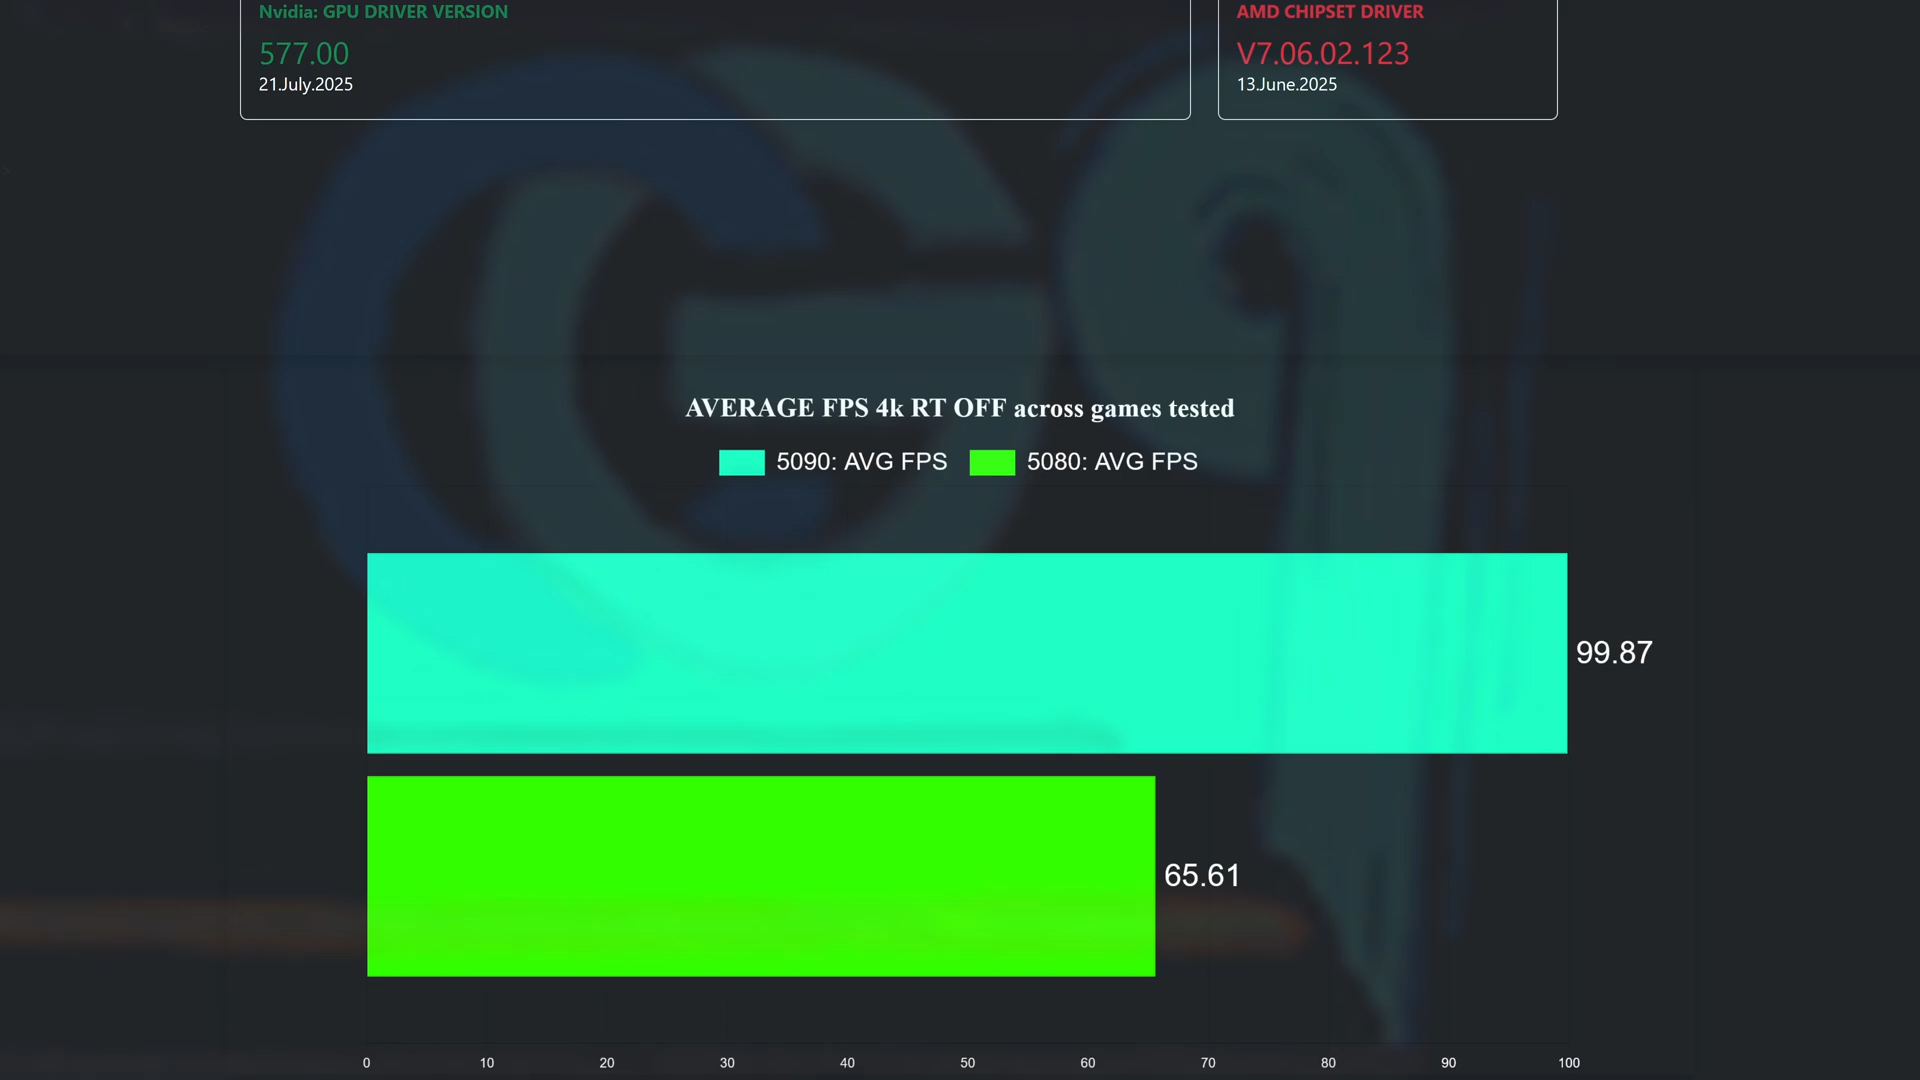 Nvidia: GPU DRIVER VERSION
577.00
21.July.2025
AMD CHIPSET DRIVER
V7.06.02.123
13.June.2025
AVERAGE FPS 4k RT OFF across games tested
5090: AVG FPS 5080: AVG FPS
99.87
65.61
0 10 20 30 40 50 60 70 80 90 100